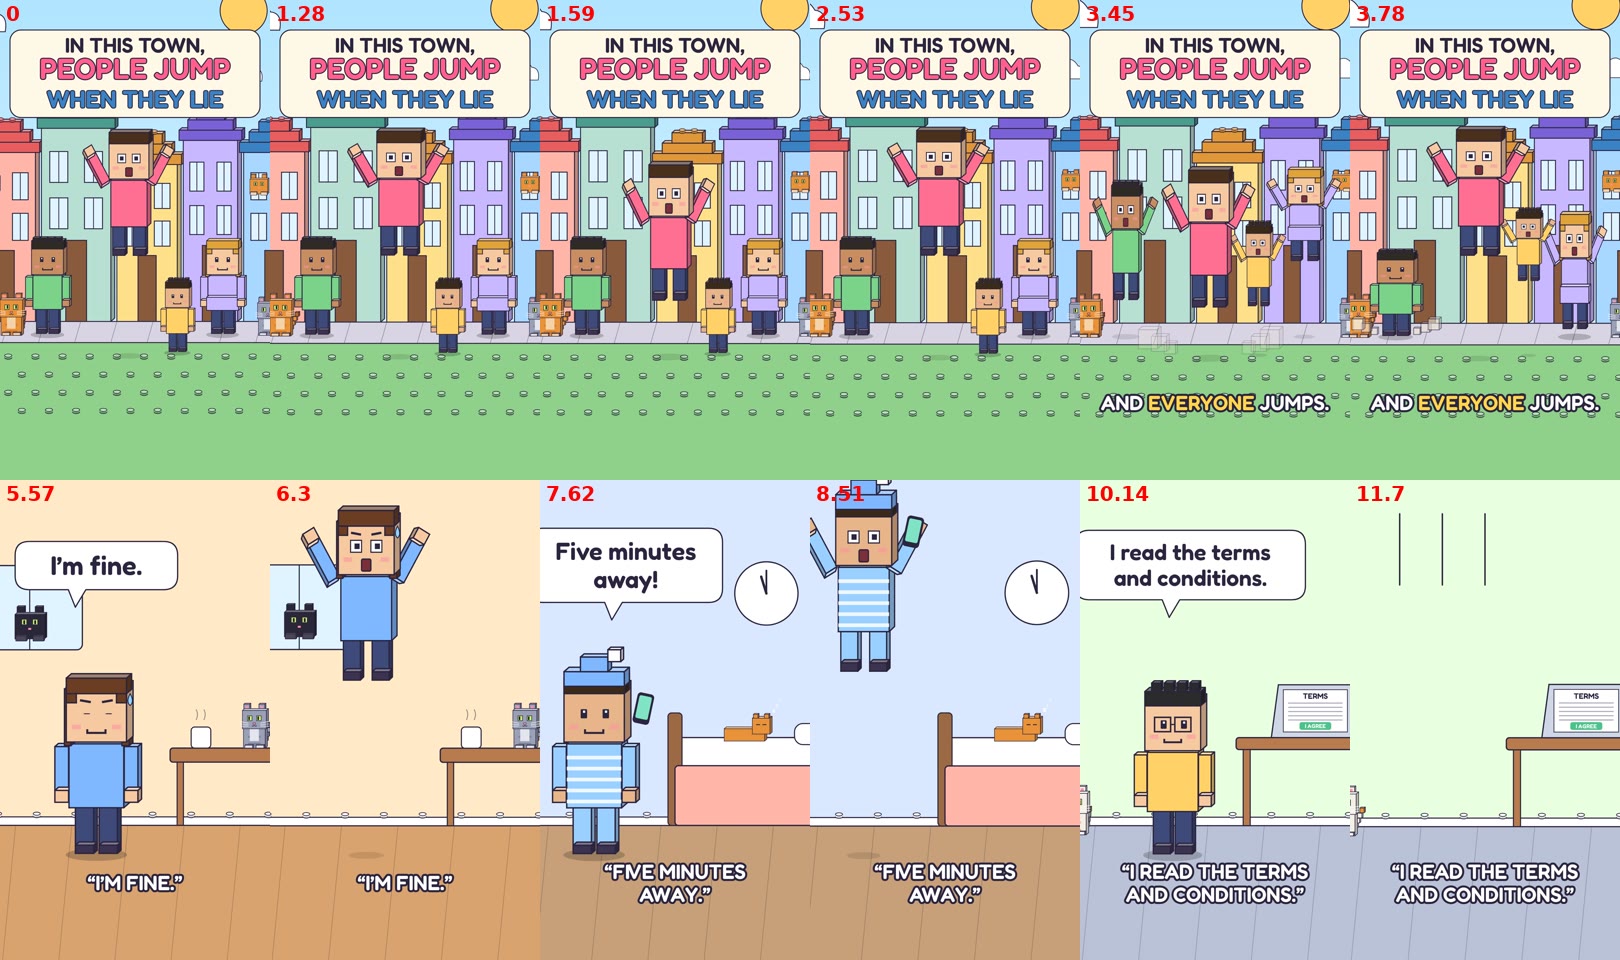 0
IN THIS TOWN,
PEOPLE JUMP
WHEN THEY LIE
1.28
IN THIS TOWN,
PEOPLE JUMP
WHEN THEY LIE
1.59
IN THIS TOWN,
PEOPLE JUMP
WHEN THEY LIE
2.53
IN THIS TOWN,
PEOPLE JUMP
WHEN THEY LIE
3.45
IN THIS TOWN,
PEOPLE JUMP
WHEN THEY LIE
AND EVERYONE JUMPS.
3.78
IN THIS TOWN,
PEOPLE JUMP
WHEN THEY LIE
AND EVERYONE JUMPS.
5.57
I'm fine.
“I'M FINE.”
6.3
“I'M FINE.”
7.62
Five minutes
away!
“FIVE MINUTES
AWAY.”
8.51
“FIVE MINUTES
AWAY.”
10.14
I read the terms
and conditions.
TERMS
I AGREE
“I READ THE TERMS
AND CONDITIONS.”
11.7
TERMS
I AGREE
“I READ THE TERMS
AND CONDITIONS.”